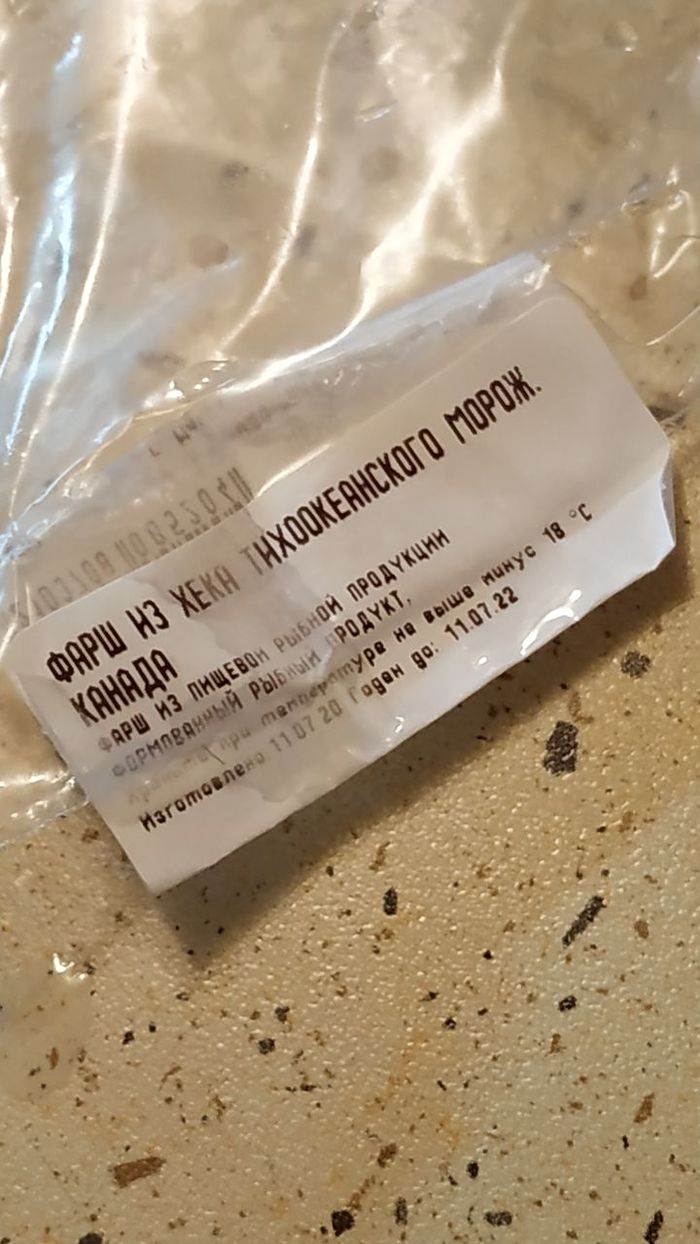 ФАРШ ИЗ ХЕКА ТИХООКЕАНСКОГО МОРОЖ.
КАНАДА
ФАРШ ИЗ ПИЩЕВОЙ РЫБНОЙ ПРОДУКЦИИ
ФОРМОВАННЫЙ РЫБНЫЙ ПРОДУКТ,
Хранить при температуре не выше минус 18 °С
Изготовлено 11.07.20 Годен до: 11.07.22